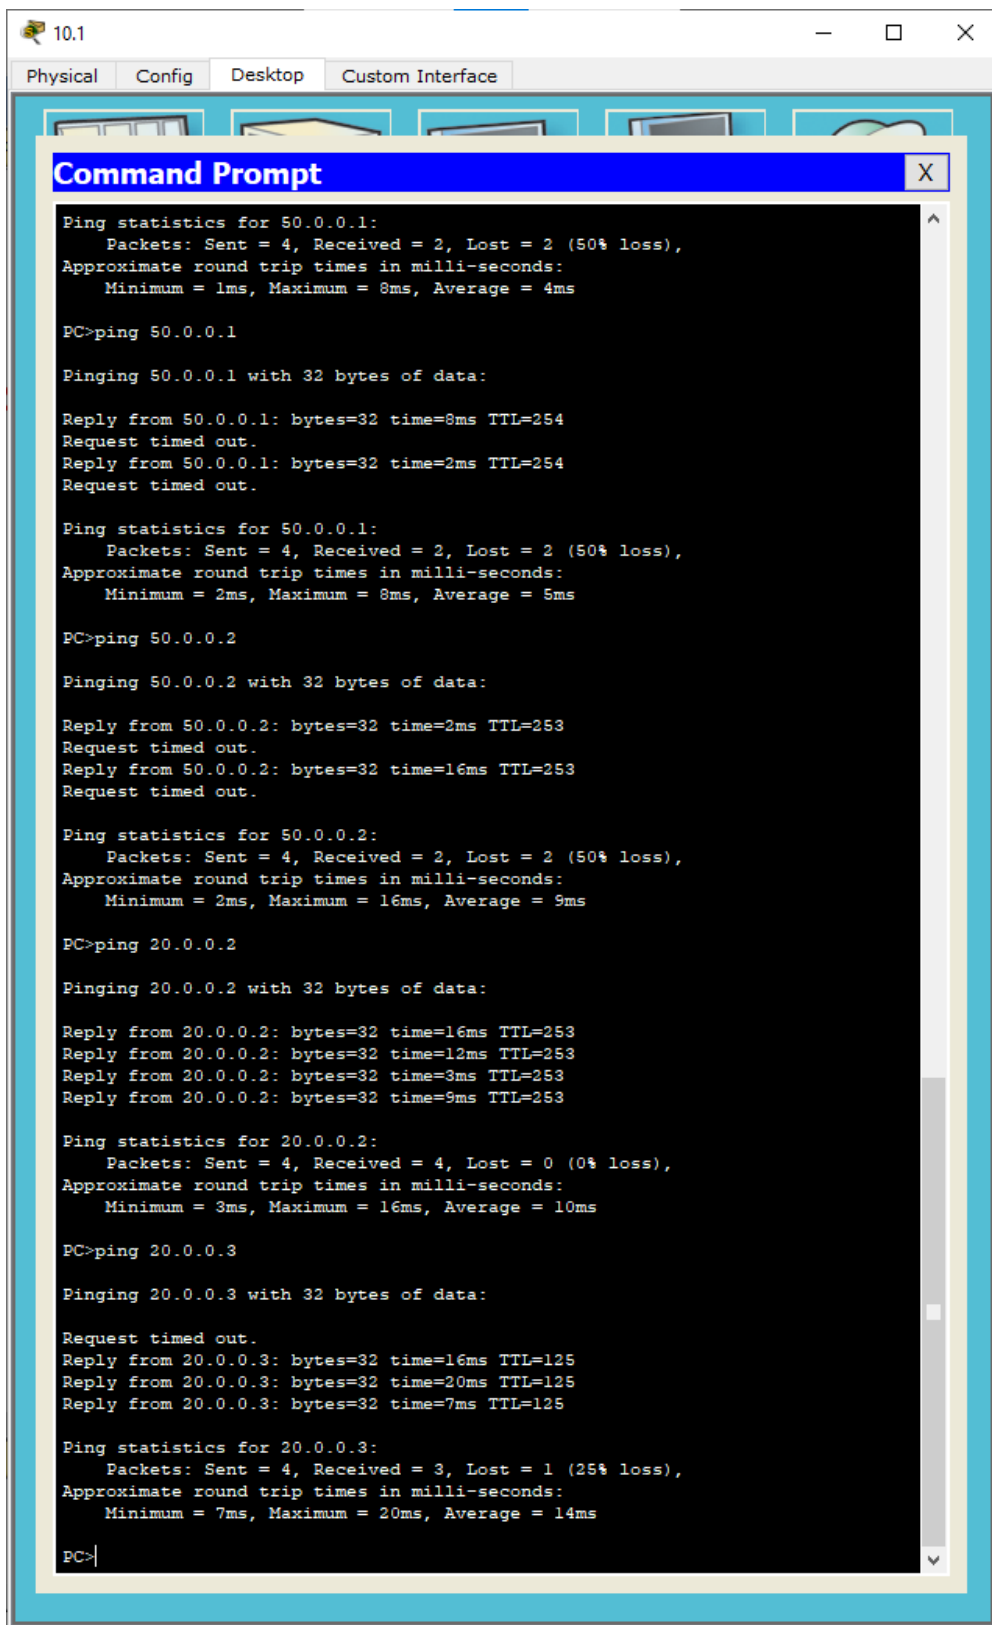 10.1
Physical Config Desktop Custom Interface
Command Prompt X
Ping statistics for 50.0.0.1:
    Packets: Sent = 4, Received = 2, Lost = 2 (50% loss),
Approximate round trip times in milli-seconds:
    Minimum = 1ms, Maximum = 8ms, Average = 4ms
PC>ping 50.0.0.1
Pinging 50.0.0.1 with 32 bytes of data:
Reply from 50.0.0.1: bytes=32 time=8ms TTL=254
Request timed out.
Reply from 50.0.0.1: bytes=32 time=2ms TTL=254
Request timed out.
Ping statistics for 50.0.0.1:
    Packets: Sent = 4, Received = 2, Lost = 2 (50% loss),
Approximate round trip times in milli-seconds:
    Minimum = 2ms, Maximum = 8ms, Average = 5ms
PC>ping 50.0.0.2
Pinging 50.0.0.2 with 32 bytes of data:
Reply from 50.0.0.2: bytes=32 time=2ms TTL=253
Request timed out.
Reply from 50.0.0.2: bytes=32 time=16ms TTL=253
Request timed out.
Ping statistics for 50.0.0.2:
    Packets: Sent = 4, Received = 2, Lost = 2 (50% loss),
Approximate round trip times in milli-seconds:
    Minimum = 2ms, Maximum = 16ms, Average = 9ms
PC>ping 20.0.0.2
Pinging 20.0.0.2 with 32 bytes of data:
Reply from 20.0.0.2: bytes=32 time=16ms TTL=253
Reply from 20.0.0.2: bytes=32 time=12ms TTL=253
Reply from 20.0.0.2: bytes=32 time=3ms TTL=253
Reply from 20.0.0.2: bytes=32 time=9ms TTL=253
Ping statistics for 20.0.0.2:
    Packets: Sent = 4, Received = 4, Lost = 0 (0% loss),
Approximate round trip times in milli-seconds:
    Minimum = 3ms, Maximum = 16ms, Average = 10ms
PC>ping 20.0.0.3
Pinging 20.0.0.3 with 32 bytes of data:
Request timed out.
Reply from 20.0.0.3: bytes=32 time=16ms TTL=125
Reply from 20.0.0.3: bytes=32 time=20ms TTL=125
Reply from 20.0.0.3: bytes=32 time=7ms TTL=125
Ping statistics for 20.0.0.3:
    Packets: Sent = 4, Received = 3, Lost = 1 (25% loss),
Approximate round trip times in milli-seconds:
    Minimum = 7ms, Maximum = 20ms, Average = 14ms
PC>